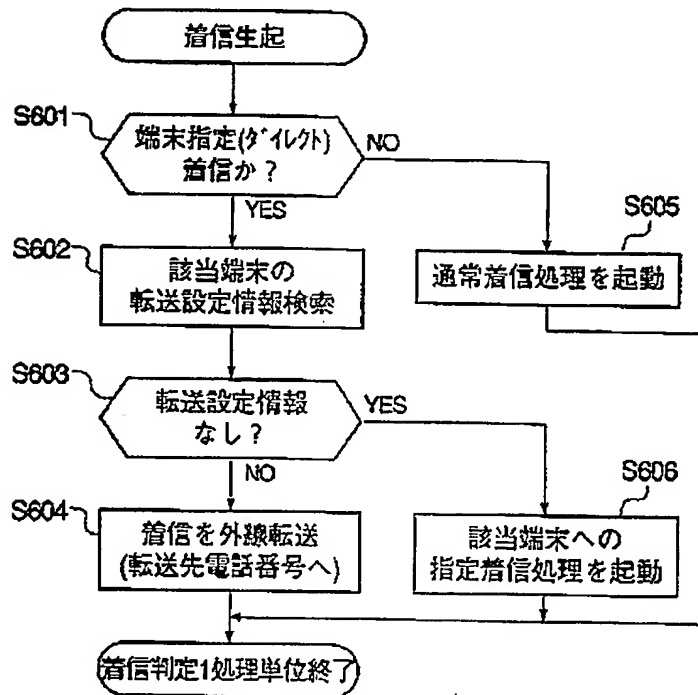 着信生起
S601
端末指定(ダイレクト)
着信か?
NO
YES
S605
S602
該当端末の
転送設定情報検索
通常着信処理を起動
S603
転送設定情報
なし?
YES
NO
S606
S604
着信を外線転送
(転送先電話番号へ)
該当端末への
指定着信処理を起動
着信判定1処理単位終了